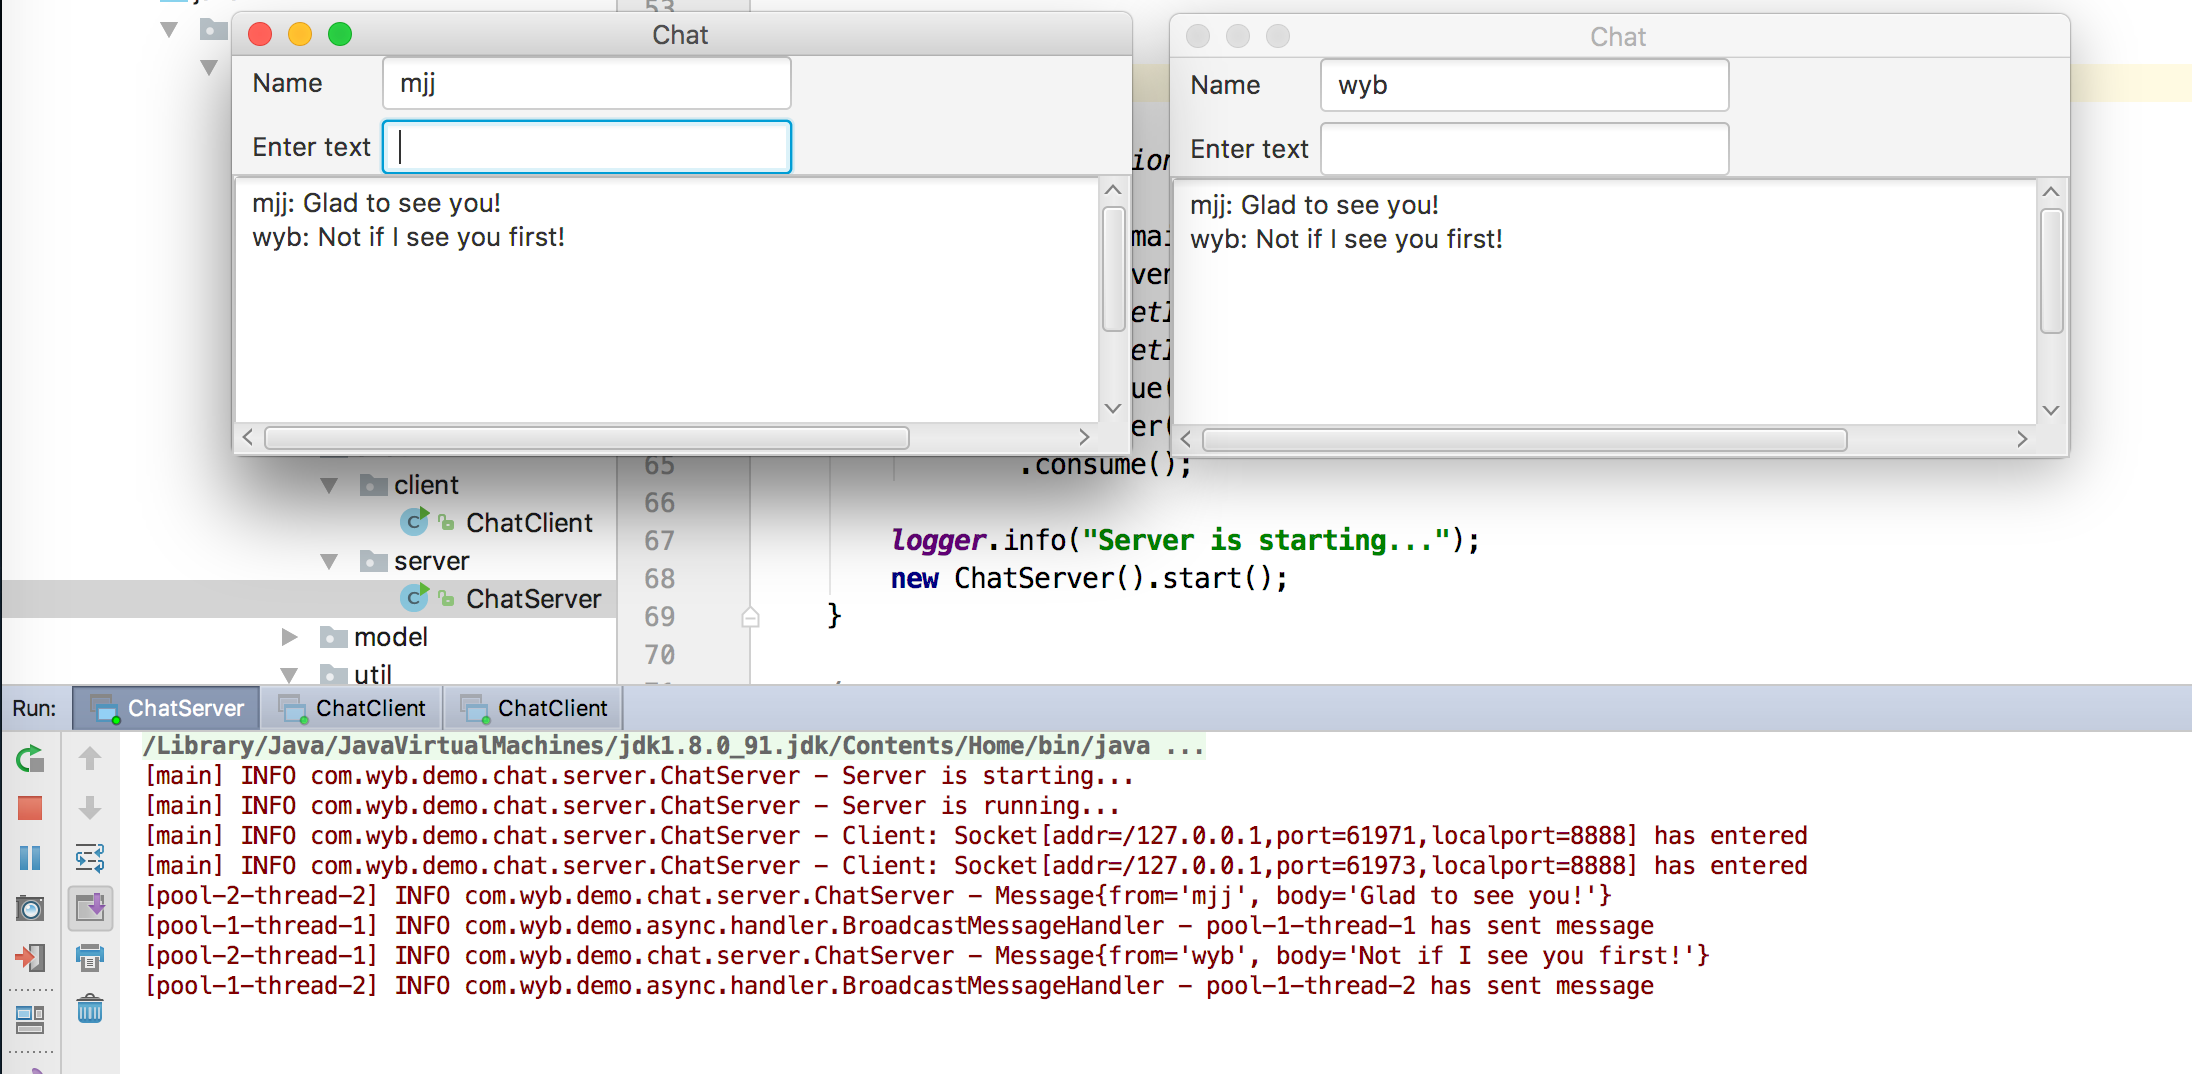 53
Chat
Name
mjj
Enter text
mjj: Glad to see you!
wyb: Not if I see you first!
Chat
Name
wyb
Enter text
mjj: Glad to see you!
wyb: Not if I see you first!
65
.consume();
66
67
logger.info("Server is starting...");
68
new ChatServer().start();
69
}
70
client
ChatClient
server
ChatServer
model
util
Run:
ChatServer
ChatClient
ChatClient
/Library/Java/JavaVirtualMachines/jdk1.8.0_91.jdk/Contents/Home/bin/java ...
[main] INFO com.wyb.demo.chat.server.ChatServer - Server is starting...
[main] INFO com.wyb.demo.chat.server.ChatServer - Server is running...
[main] INFO com.wyb.demo.chat.server.ChatServer - Client: Socket[addr=/127.0.0.1,port=61971,localport=8888] has entered
[main] INFO com.wyb.demo.chat.server.ChatServer - Client: Socket[addr=/127.0.0.1,port=61973,localport=8888] has entered
[pool-2-thread-2] INFO com.wyb.demo.chat.server.ChatServer - Message{from='mjj', body='Glad to see you!'}
[pool-1-thread-1] INFO com.wyb.demo.async.handler.BroadcastMessageHandler - pool-1-thread-1 has sent message
[pool-2-thread-1] INFO com.wyb.demo.chat.server.ChatServer - Message{from='wyb', body='Not if I see you first!'}
[pool-1-thread-2] INFO com.wyb.demo.async.handler.BroadcastMessageHandler - pool-1-thread-2 has sent message